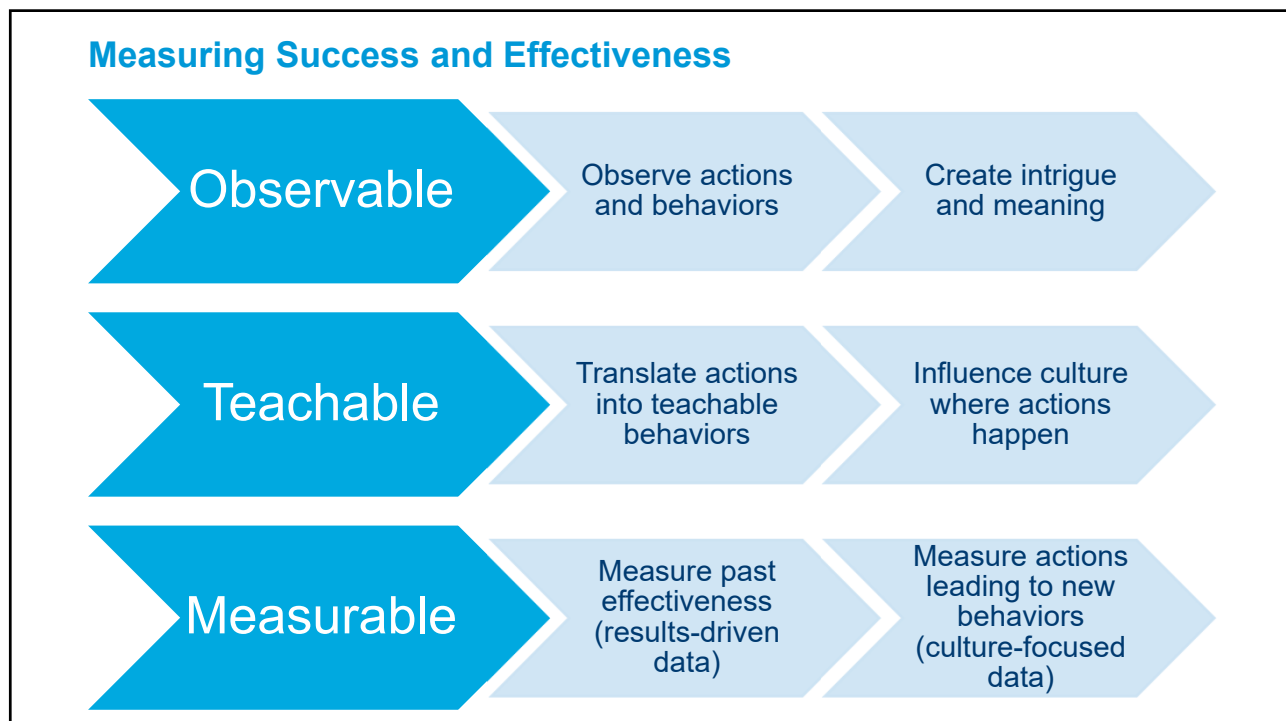 Measuring Success and Effectiveness
Observable
Observe actions
and behaviors
Create intrigue
and meaning
Teachable
Translate actions
into teachable
behaviors
Influence culture
where actions
happen
Measurable
Measure past
effectiveness
(results-driven
data)
Measure actions
leading to new
behaviors
(culture-focused
data)